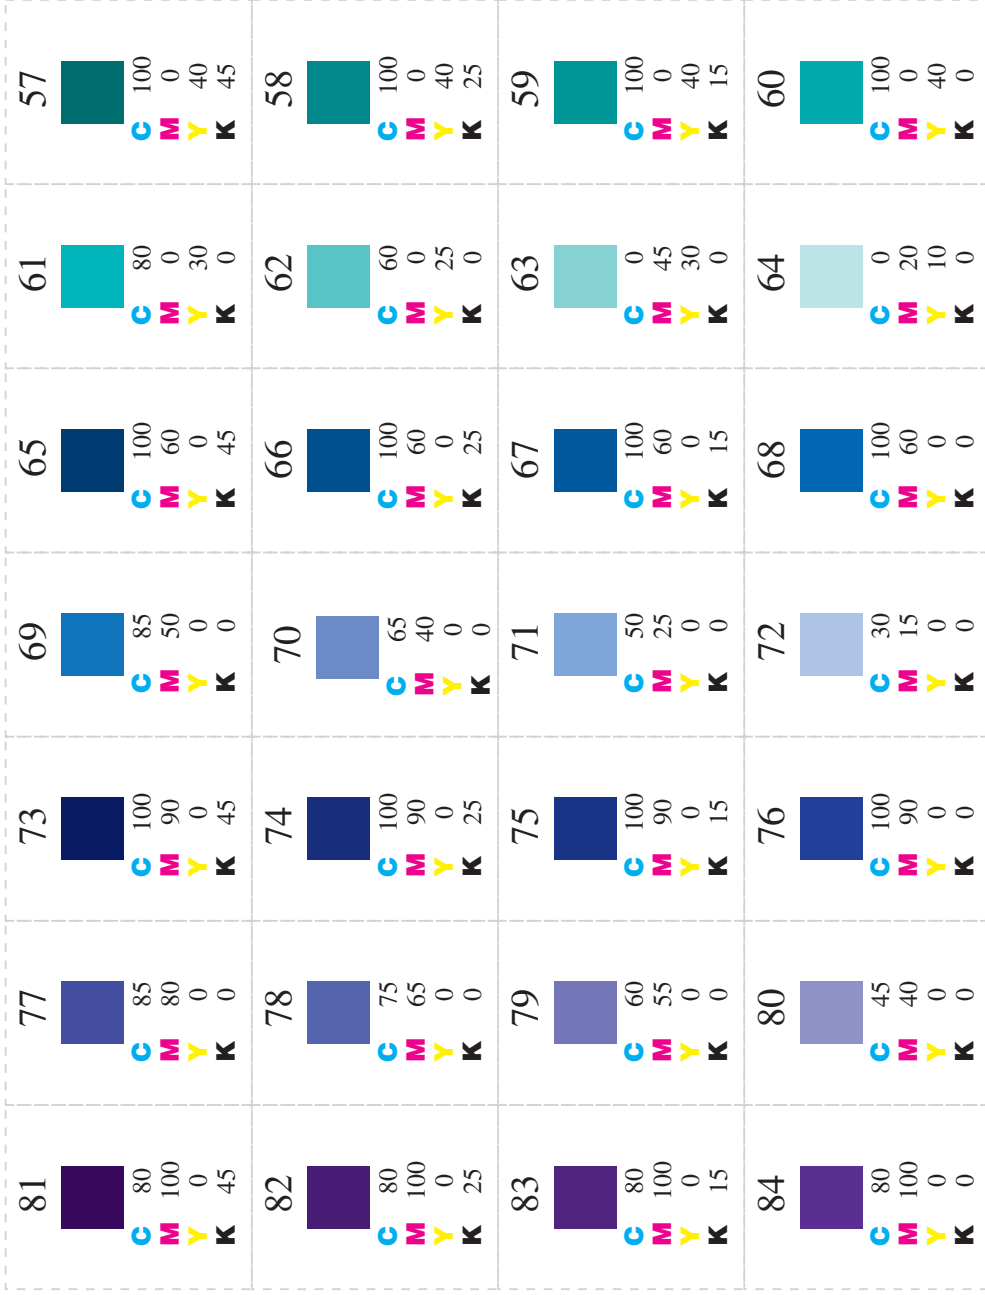 81
C 80
M 100
Y 0
K 45
77
C 85
M 80
Y 0
K 0
73
C 100
M 90
Y 0
K 45
69
C 85
M 50
Y 0
K 0
65
C 100
M 60
Y 0
K 45
61
C 80
M 0
Y 30
K 0
57
C 100
M 0
Y 40
K 45
82
C 80
M 100
Y 0
K 25
78
C 75
M 65
Y 0
K 0
74
C 100
M 90
Y 0
K 25
70
C 65
M 40
Y 0
K 0
66
C 100
M 60
Y 0
K 25
62
C 60
M 0
Y 25
K 0
58
C 100
M 0
Y 40
K 25
83
C 80
M 100
Y 0
K 15
79
C 60
M 55
Y 0
K 0
75
C 100
M 90
Y 0
K 15
71
C 50
M 25
Y 0
K 0
67
C 100
M 60
Y 0
K 15
63
C 0
M 45
Y 30
K 0
59
C 100
M 0
Y 40
K 15
84
C 80
M 100
Y 0
K 0
80
C 45
M 40
Y 0
K 0
76
C 100
M 90
Y 0
K 0
72
C 30
M 15
Y 0
K 0
68
C 100
M 60
Y 0
K 0
64
C 0
M 20
Y 10
K 0
60
C 100
M 0
Y 40
K 0